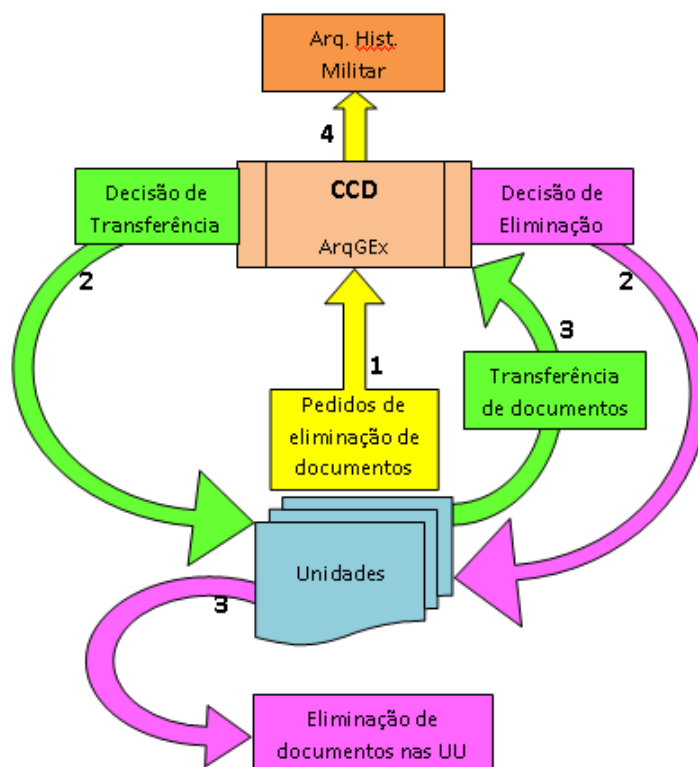 Arq. Hist.
Militar
4
Decisão de
Transferência
CCD
ArqGEx
Decisão de
Eliminação
2
2
3
1
Transferência
de documentos
Pedidos de
eliminação de
documentos
Unidades
3
Eliminação de
documentos nas UU